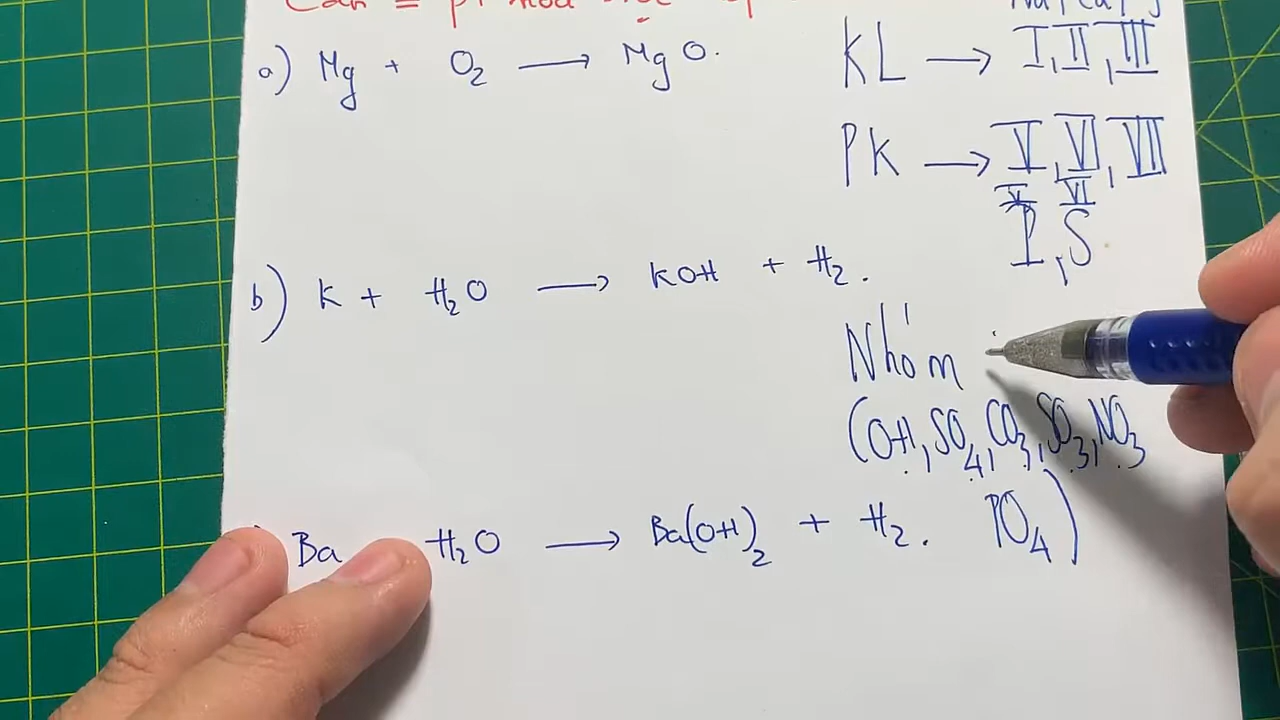 a) Mg + O2 ⟶ MgO.
KL ⟶ I, II, III
PK ⟶ V, VI, VII
V VI
P, S
b) K + H2O ⟶ KOH + H2.
Nhóm
(OH, SO4, CO3, SO3, NO3
PO4)
Ba H2O ⟶ Ba(OH)2 + H2.